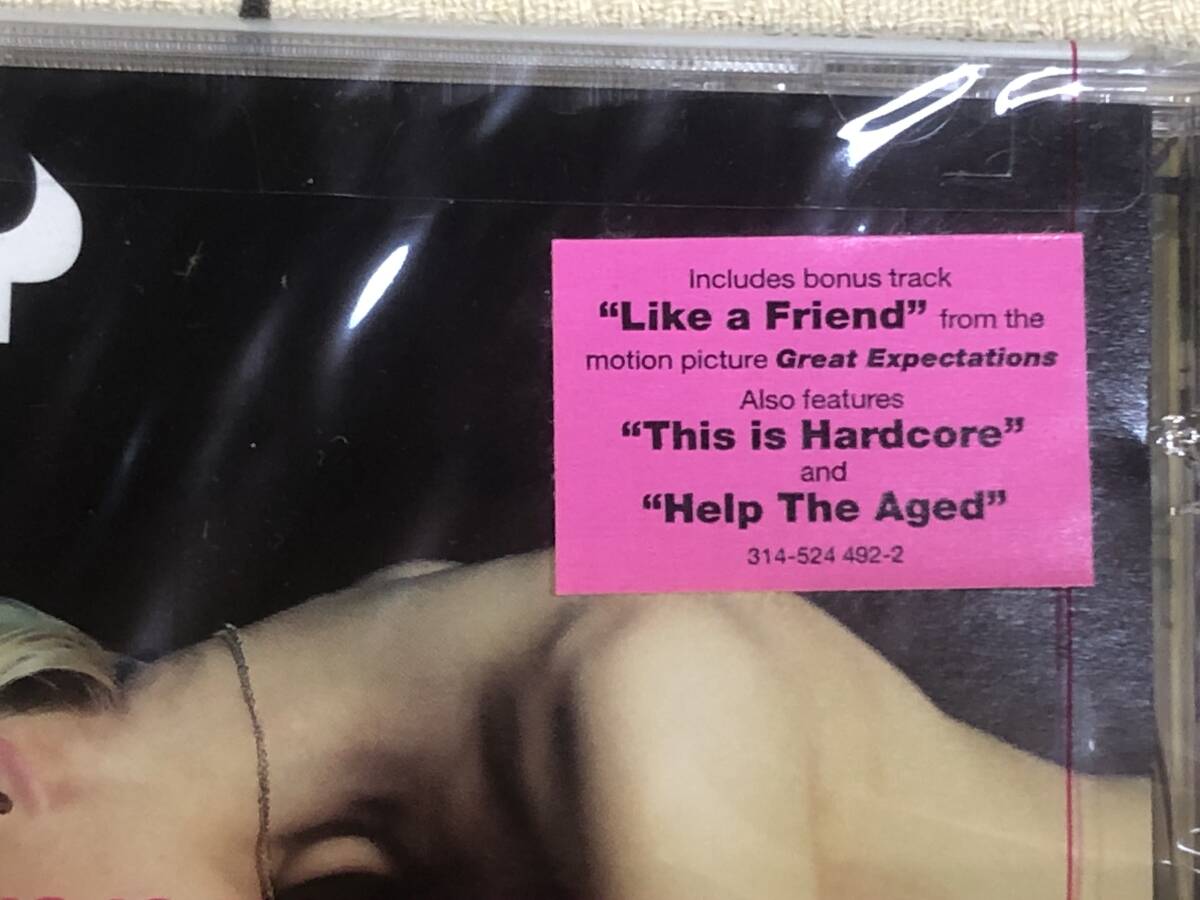 Includes bonus track
“Like a Friend” from the
motion picture Great Expectations
Also features
“This is Hardcore”
and
“Help The Aged”
314-524 492-2